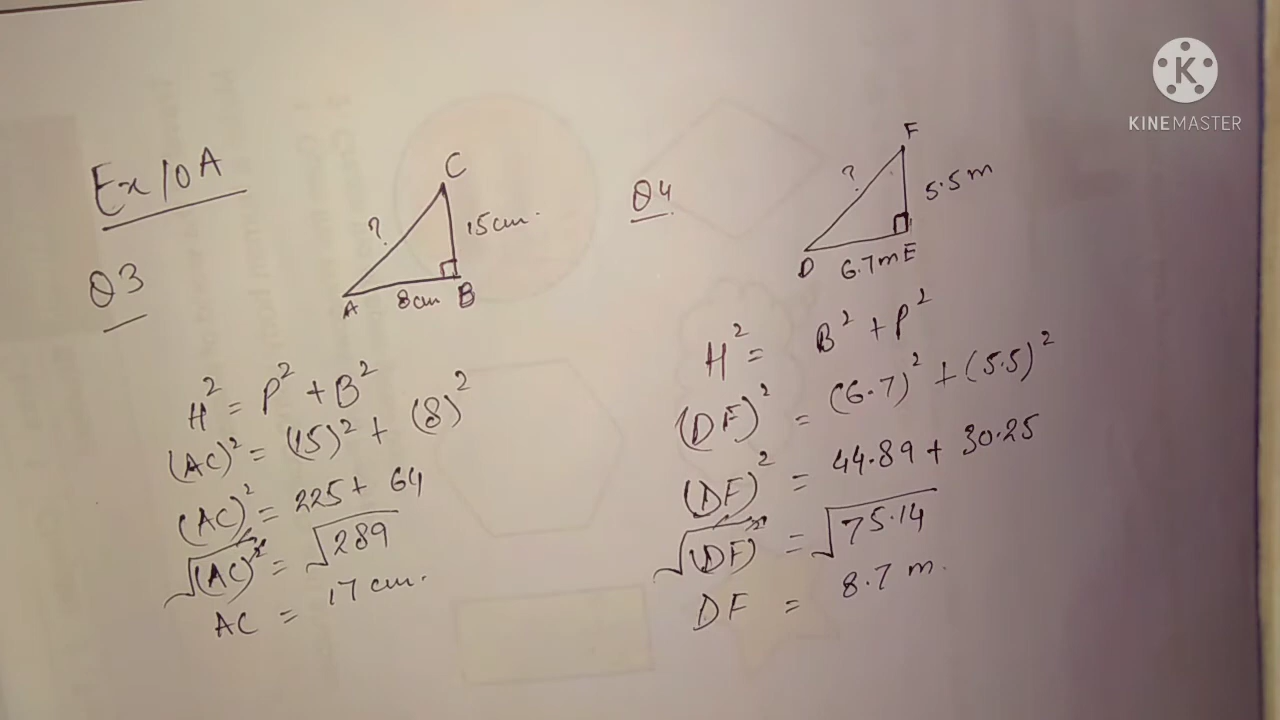 Ex 10A
Q3
C
?
15cm.
A
8cm
B
H² = P² + B²
(AC)² = (15)² + (8)²
(AC)² = 225 + 64
√(AC)² = √289
AC = 17 cm.
Q4
F
?
5.5m
D
6.7m
E
H² = B² + P²
(DF)² = (6.7)² + (5.5)²
(DF)² = 44.89 + 30.25
√(DF)² = √75.14
DF = 8.7 m.
K
KINEMASTER